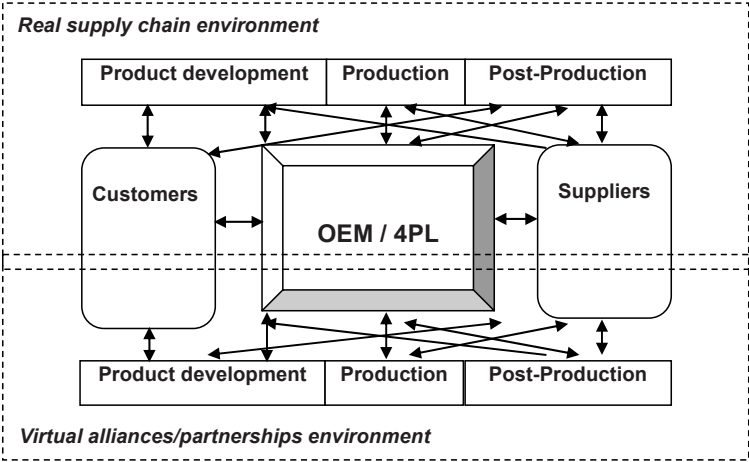 Real supply chain environment
Product development Production Post-Production
Customers
Suppliers
OEM / 4PL
Product development Production Post-Production
Virtual alliances/partnerships environment